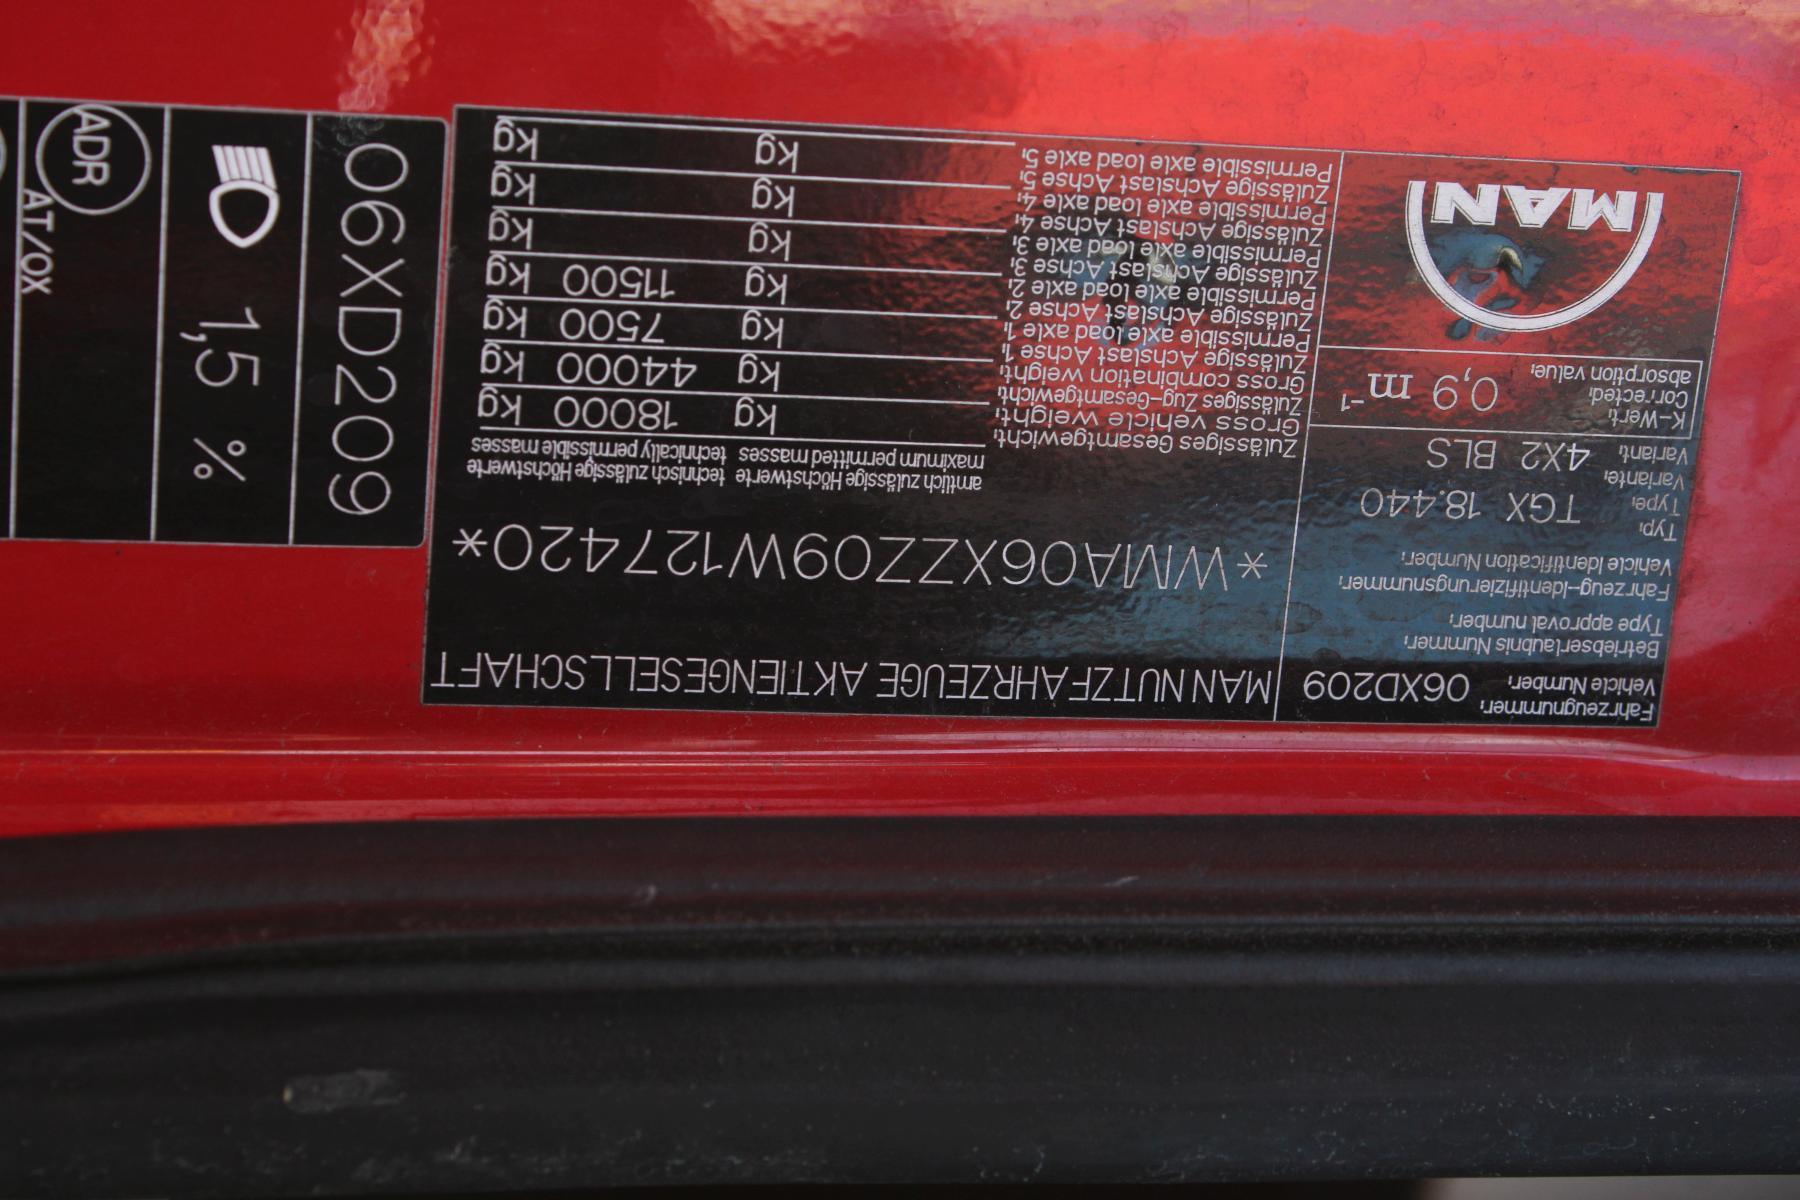 Fahrzeugnummer,
Vehicle Number, 06XD209
Betriebserlaubnis Nummer,
Type approval number,
Fahrzeug-Identifizierungsnummer,
Vehicle Identification Number,
Typ,
Type, TGX 18.440
Variante,
Variant, 4X2 BLS
K-Wert,
Cor.rected,
absorption value, 0,9 m⁻¹
MAN
MAN NUTZFAHRZEUGE AKTIENGESELLSCHAFT
*WMA06XZZ09W127420*
amtlich zulässige Höchstwerte technisch zulässige Höchstwerte
maximum permitted masses technically permissible masses
Zulässiges Gesamtgewicht,
Gross vehicle weight, kg 18000 kg
Zulässiges Zug-Gesamtgewicht,
Gross combination weight, kg 44000 kg
Zulässige Achslast Achse 1,
Permissible axle load axle 1, kg 7500 kg
Zulässige Achslast Achse 2,
Permissible axle load axle 2, kg 11500 kg
Zulässige Achslast Achse 3,
Permissible axle load axle 3, kg kg
Zulässige Achslast Achse 4,
Permissible axle load axle 4, kg kg
Zulässige Achslast Achse 5,
Permissible axle load axle 5, kg kg
06XD209
1,5 %
ADR
AT/OX